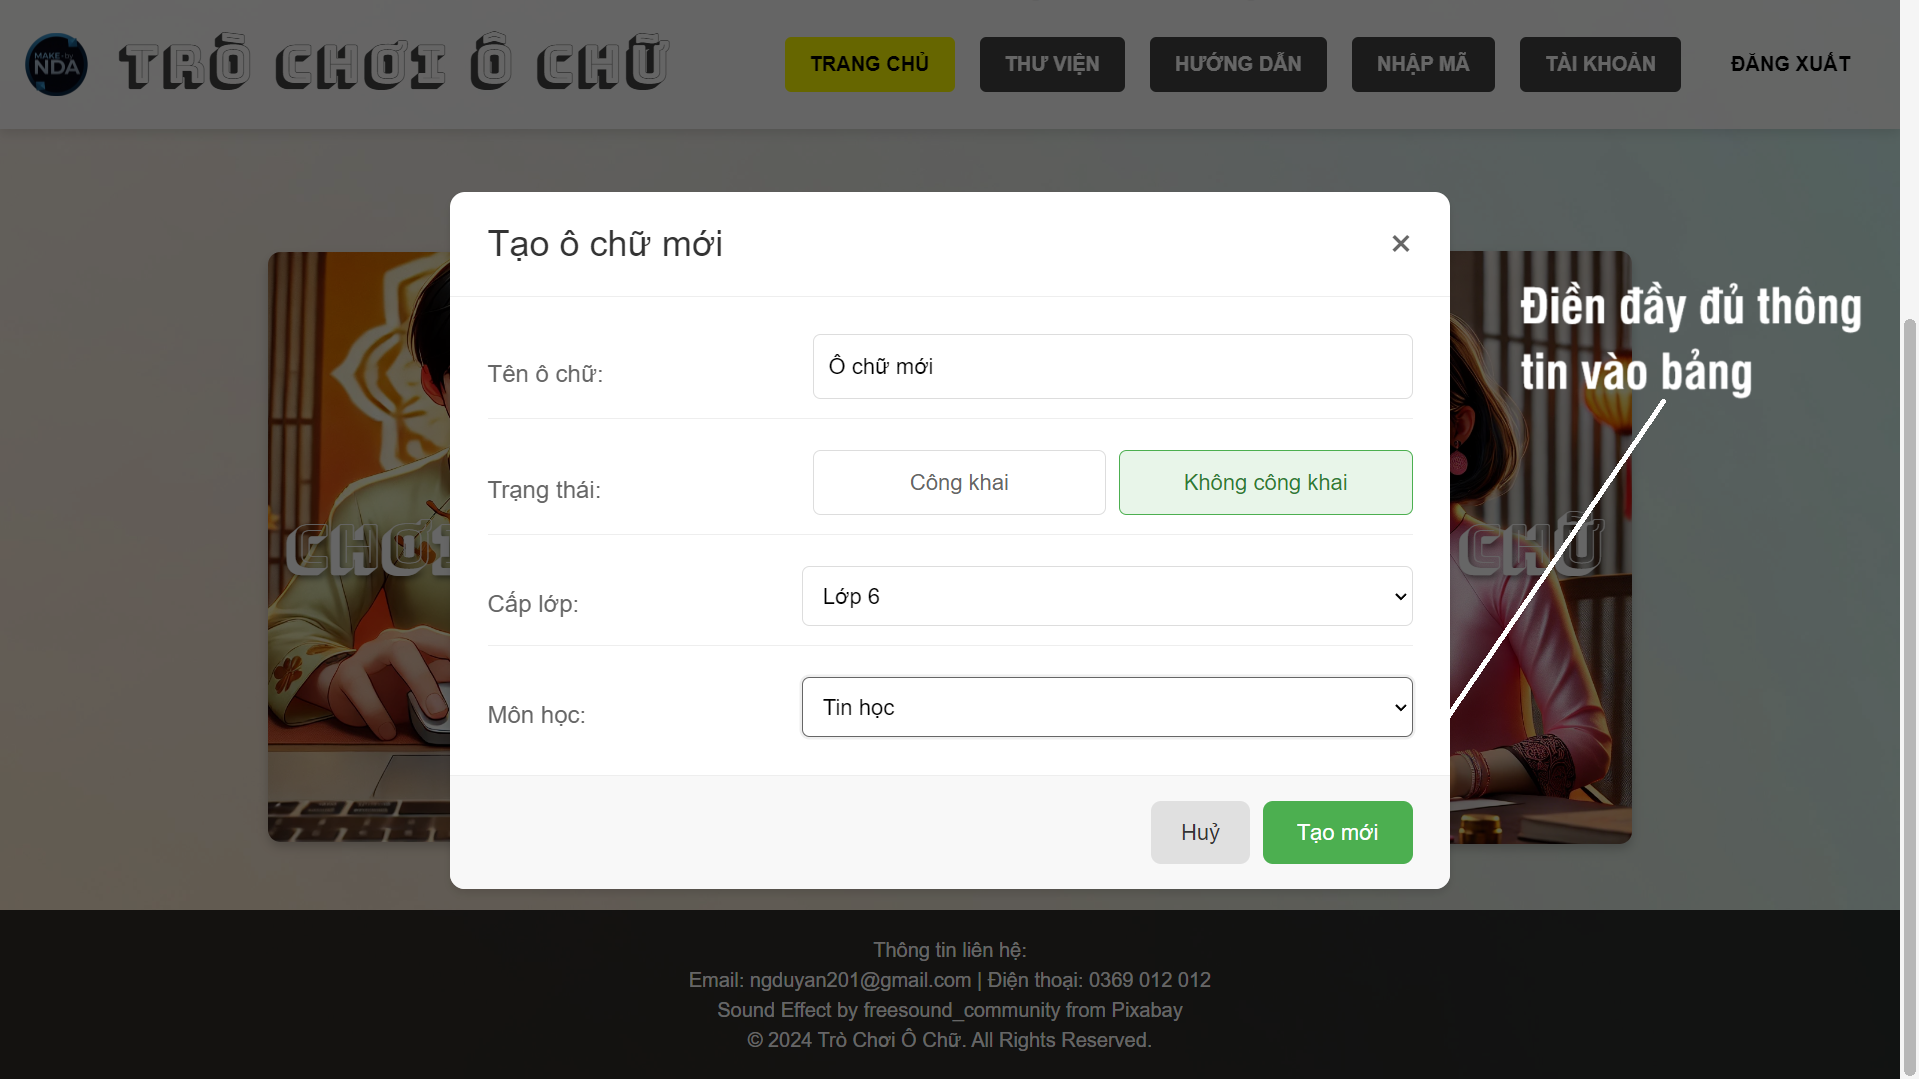 MAKE-by
NDA
TRÒ CHƠI Ô CHỮ
TRANG CHỦ
THƯ VIỆN
HƯỚNG DẪN
NHẬP MÃ
TÀI KHOẢN
ĐĂNG XUẤT
Tạo ô chữ mới
×
Điền đầy đủ thông
tin vào bảng
Tên ô chữ:
Ô chữ mới
Trạng thái:
Công khai
Không công khai
CHƠI
CHỮ
Cấp lớp:
Lớp 6
Môn học:
Tin học
Huỷ
Tạo mới
Thông tin liên hệ:
Email: ngduyan201@gmail.com | Điện thoại: 0369 012 012
Sound Effect by freesound_community from Pixabay
© 2024 Trò Chơi Ô Chữ. All Rights Reserved.